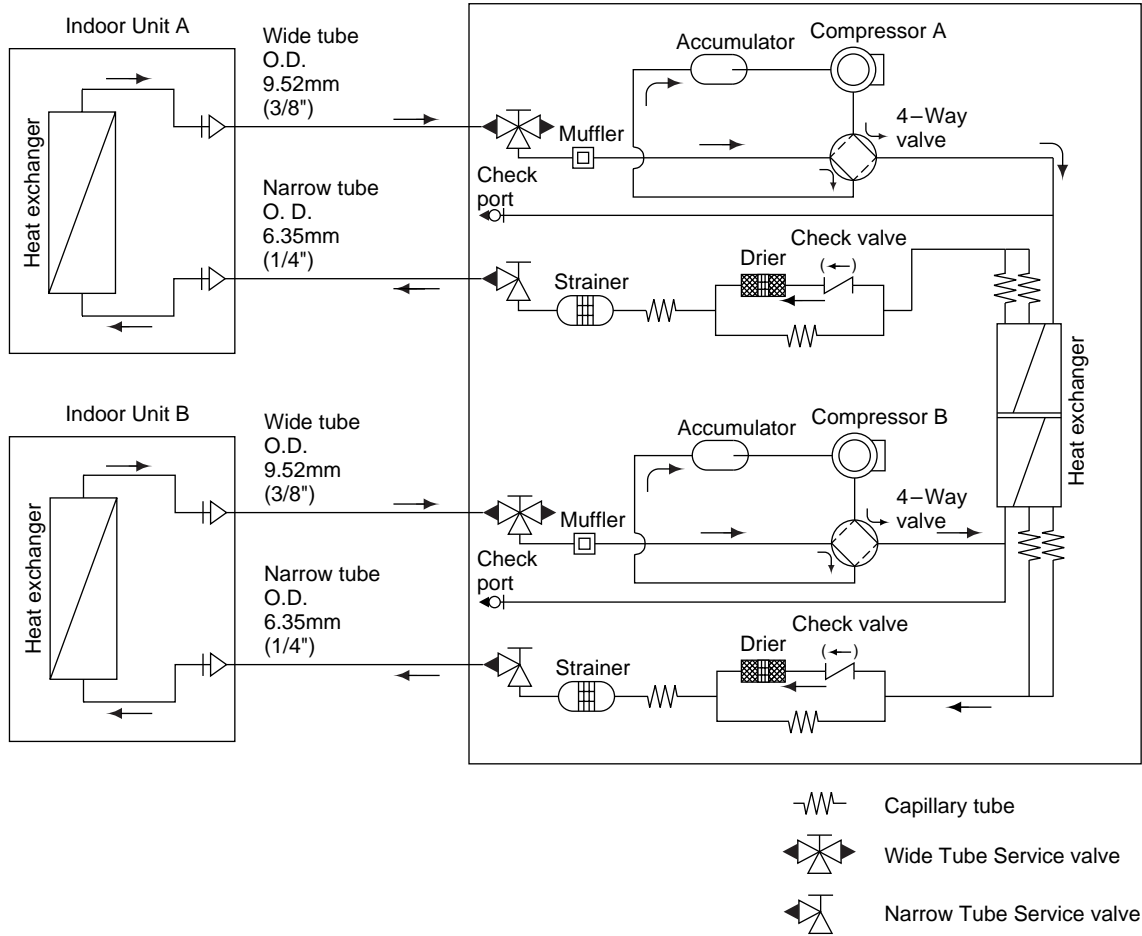 Indoor Unit A
Heat exchanger
Wide tube
O.D.
9.52mm
(3/8")
Narrow tube
O. D.
6.35mm
(1/4")
Accumulator
Compressor A
Muffler
4–Way
valve
Check
port
Strainer
Drier
Check valve
Heat exchanger
Indoor Unit B
Heat exchanger
Wide tube
O.D.
9.52mm
(3/8")
Narrow tube
O.D.
6.35mm
(1/4")
Accumulator
Compressor B
Muffler
4–Way
valve
Check
port
Strainer
Drier
Check valve
Capillary tube
Wide Tube Service valve
Narrow Tube Service valve